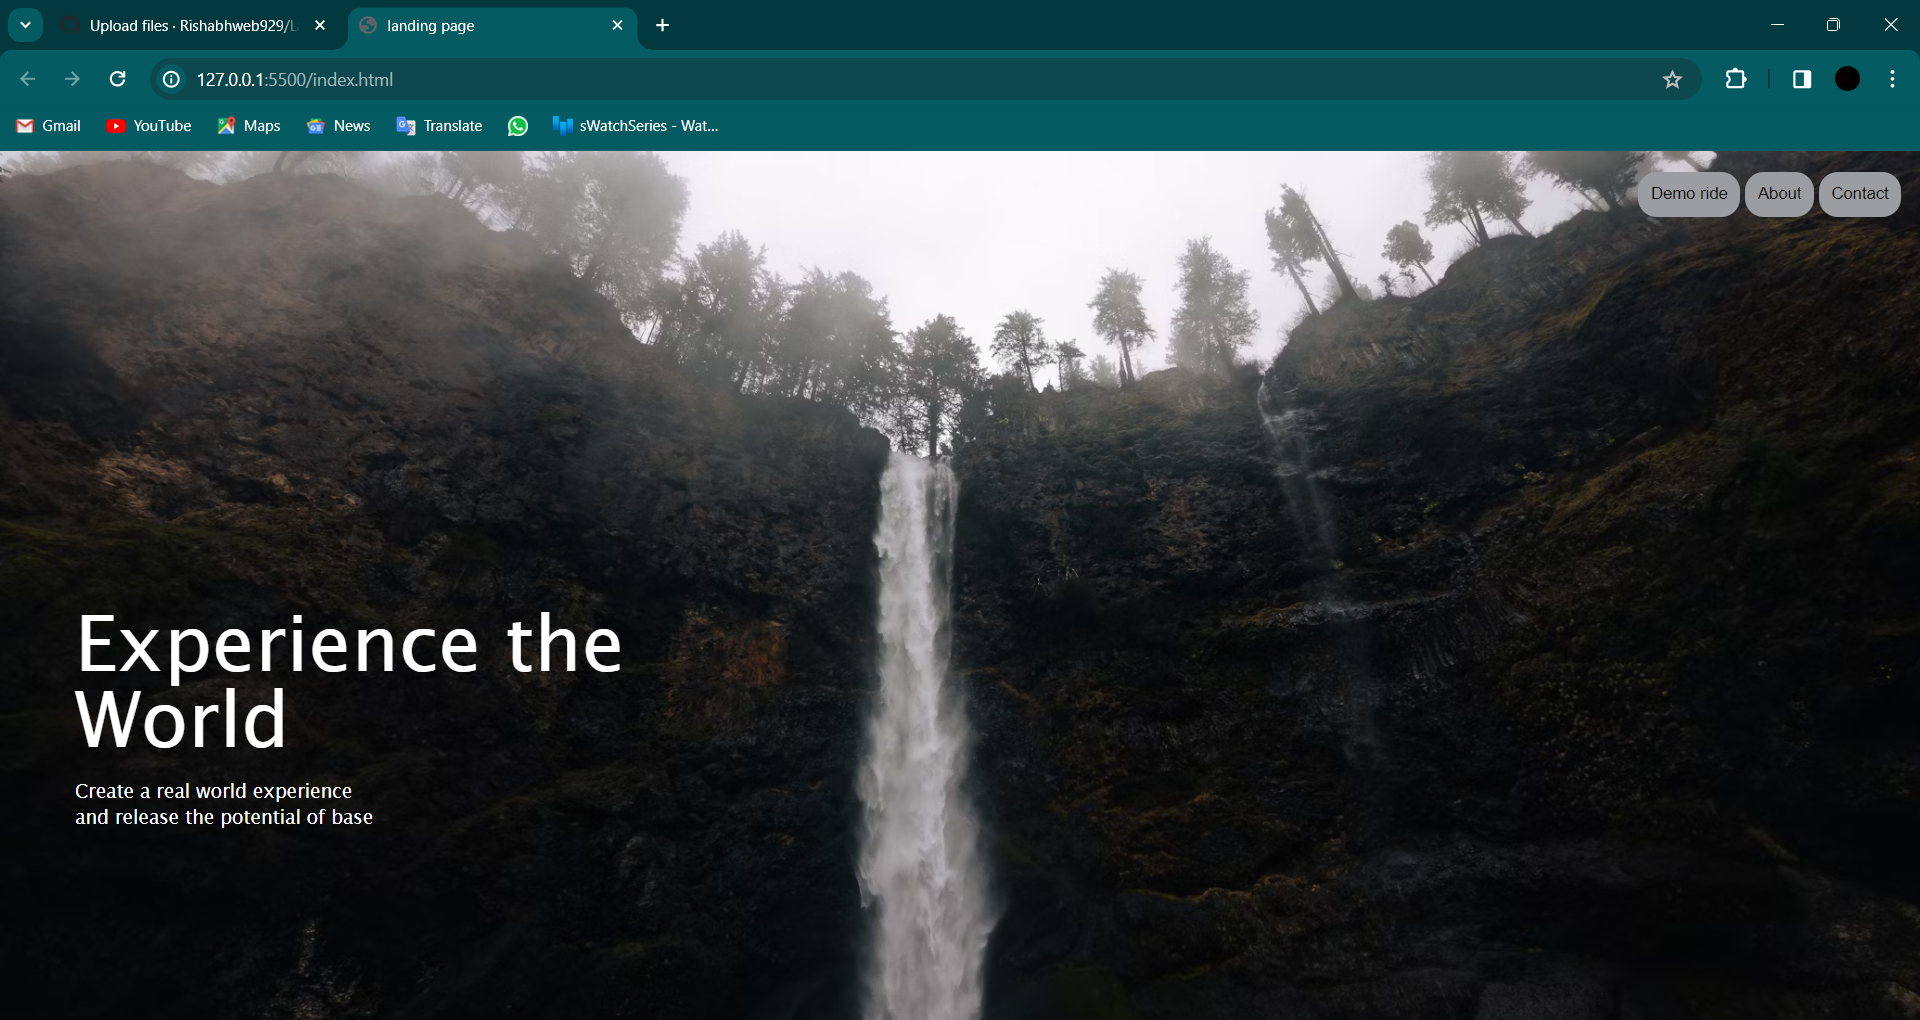 Upload files · Rishabhweb929/L
landing page
127.0.0.1:5500/index.html
Gmail
YouTube
Maps
News
Translate
sWatchSeries - Wat...
Demo ride
About
Contact
Experience the
World
Create a real world experience
and release the potential of base